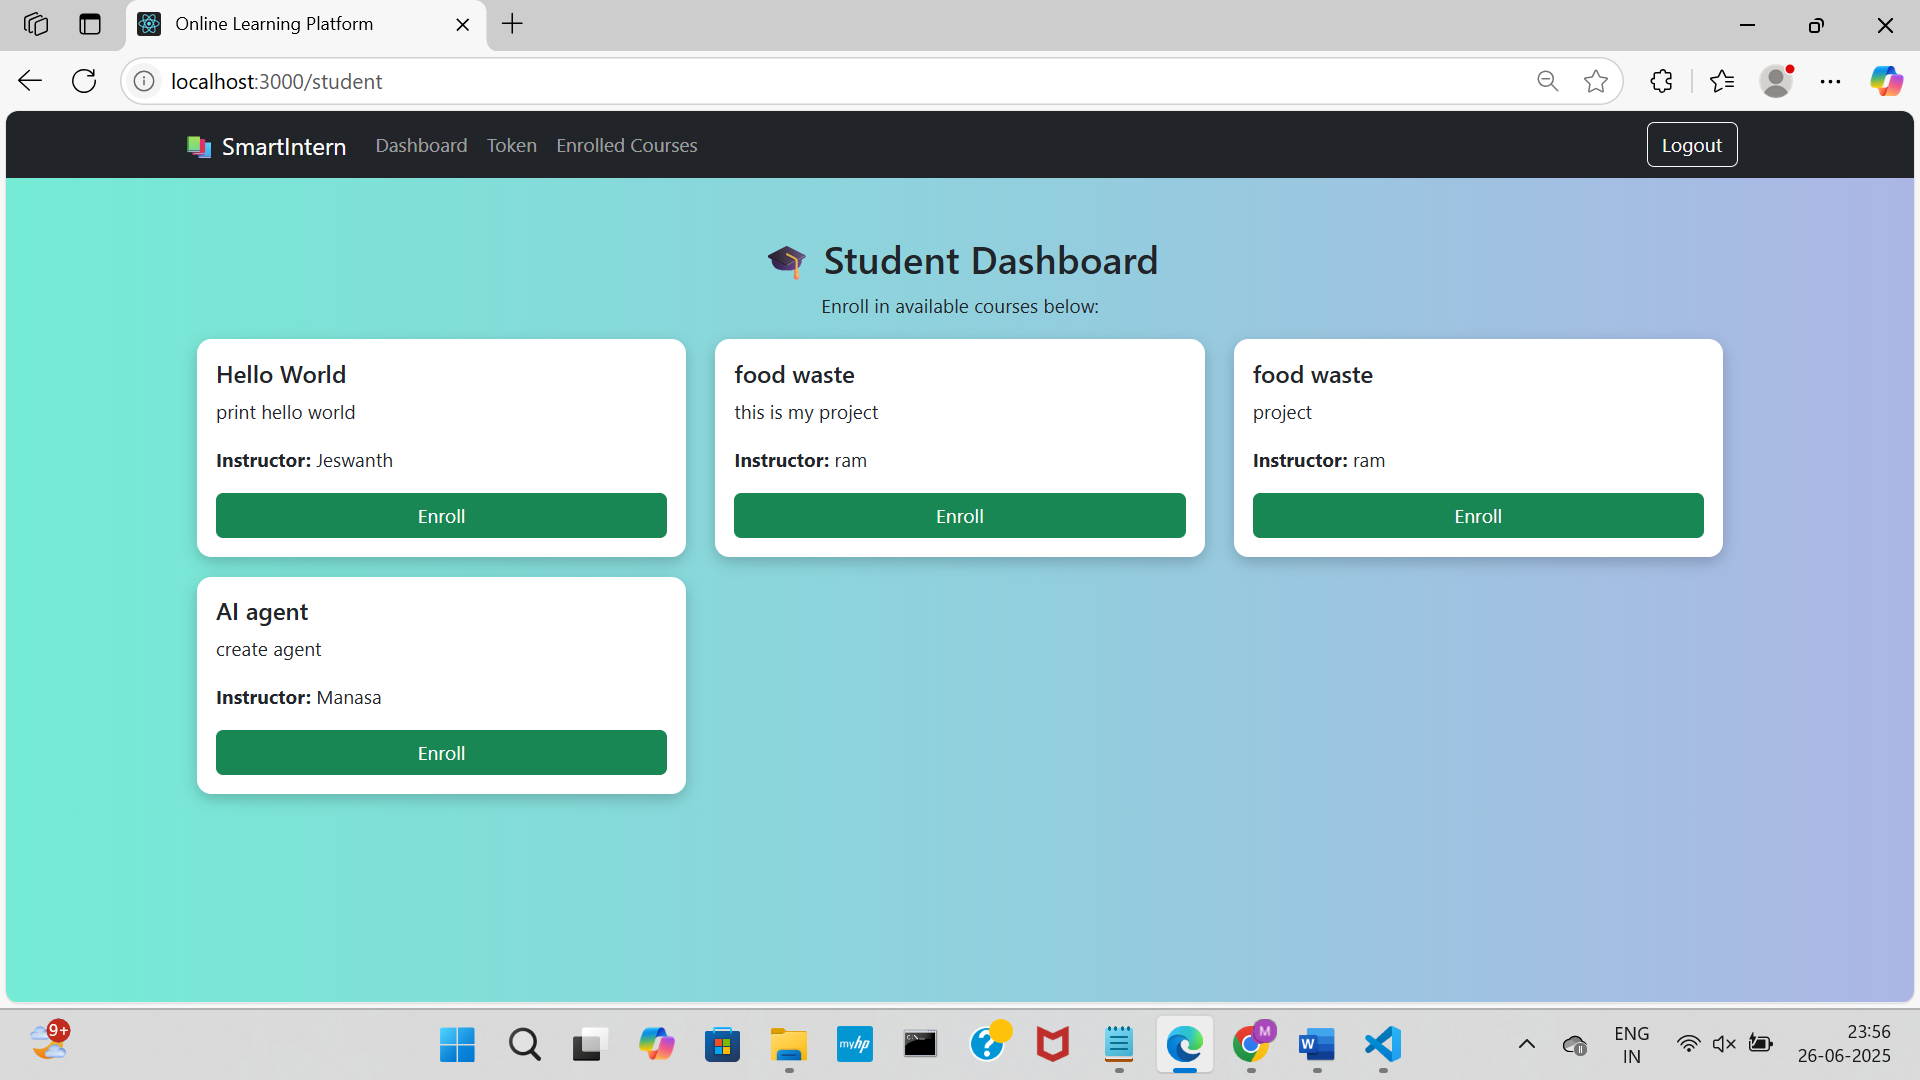 Online Learning Platform
localhost:3000/student
SmartIntern Dashboard Token Enrolled Courses Logout
Student Dashboard
Enroll in available courses below:
Hello World
print hello world
Instructor: Jeswanth
Enroll
food waste
this is my project
Instructor: ram
Enroll
food waste
project
Instructor: ram
Enroll
AI agent
create agent
Instructor: Manasa
Enroll
9+
myhp
M
W
ENG
IN
23:56
26-06-2025